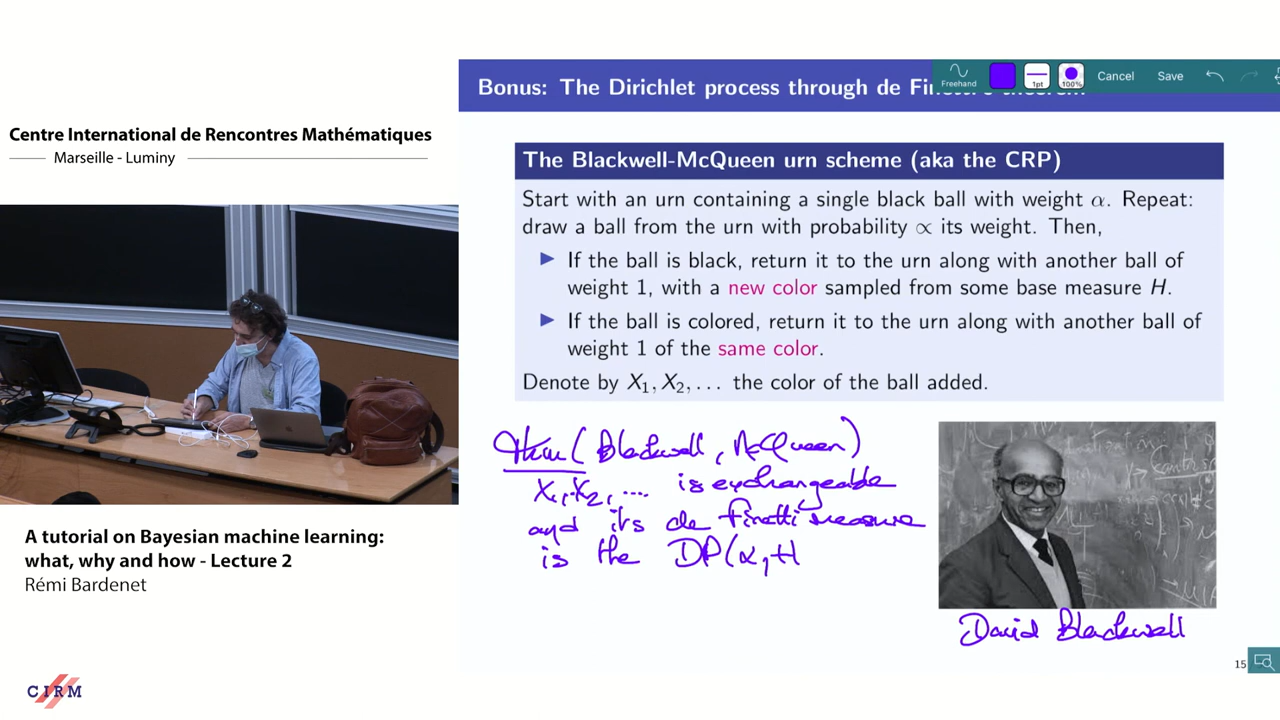 Centre International de Rencontres Mathématiques
Marseille - Luminy
A tutorial on Bayesian machine learning:
what, why and how - Lecture 2
Rémi Bardenet
CIRM
Freehand
1pt
100%
Cancel
Save
Bonus: The Dirichlet process through de Finetti's theorem
The Blackwell-McQueen urn scheme (aka the CRP)
Start with an urn containing a single black ball with weight α. Repeat:
draw a ball from the urn with probability ∝ its weight. Then,
If the ball is black, return it to the urn along with another ball of
weight 1, with a new color sampled from some base measure H.
If the ball is colored, return it to the urn along with another ball of
weight 1 of the same color.
Denote by X₁, X₂, . . . the color of the ball added.
Thm (Blackwell, McQueen)
X₁, X₂, .... is exchangeable
and its de Finetti measure
is the DP(α, H
David Blackwell
15